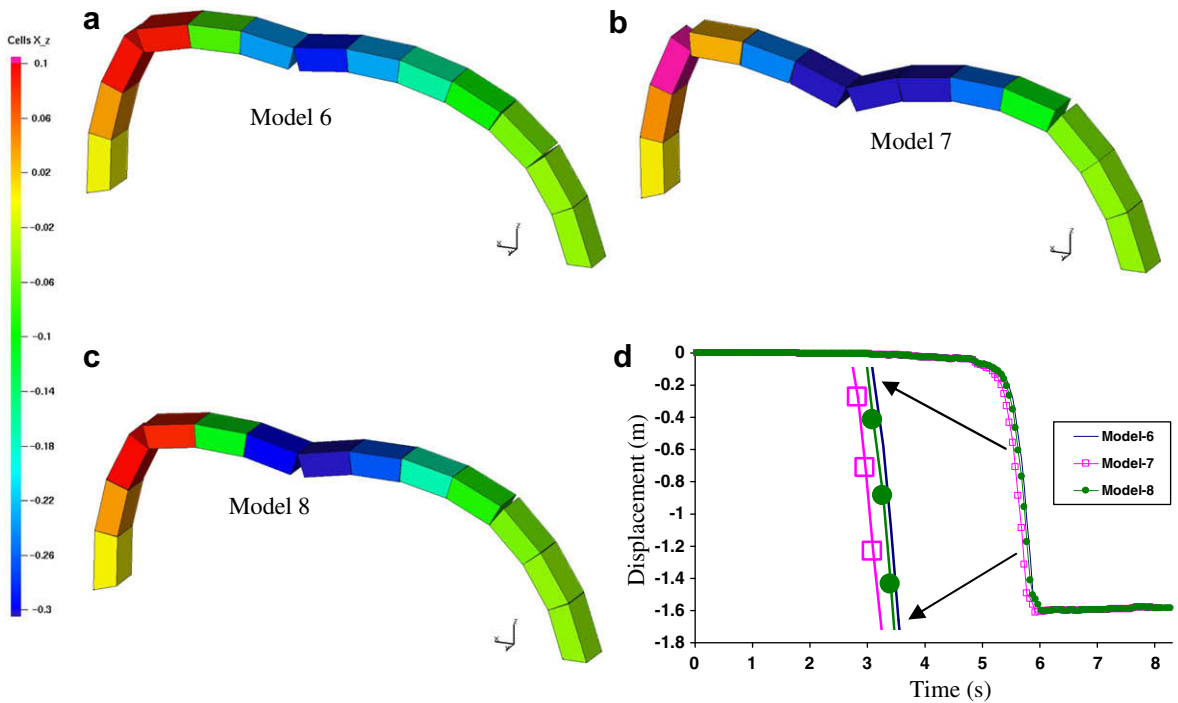 a
b
Cells X_z
0.1
0.06
0.02
-0.02
-0.06
-0.1
-0.14
-0.18
-0.22
-0.26
-0.3
Model 6
Model 7
z
x
y
z
x
y
c
Model 8
z
x
y
d
0
-0.2
-0.4
-0.6
-0.8
-1
-1.2
-1.4
-1.6
-1.8
Displacement (m)
0 1 2 3 4 5 6 7 8
Time (s)
Model-6
Model-7
Model-8